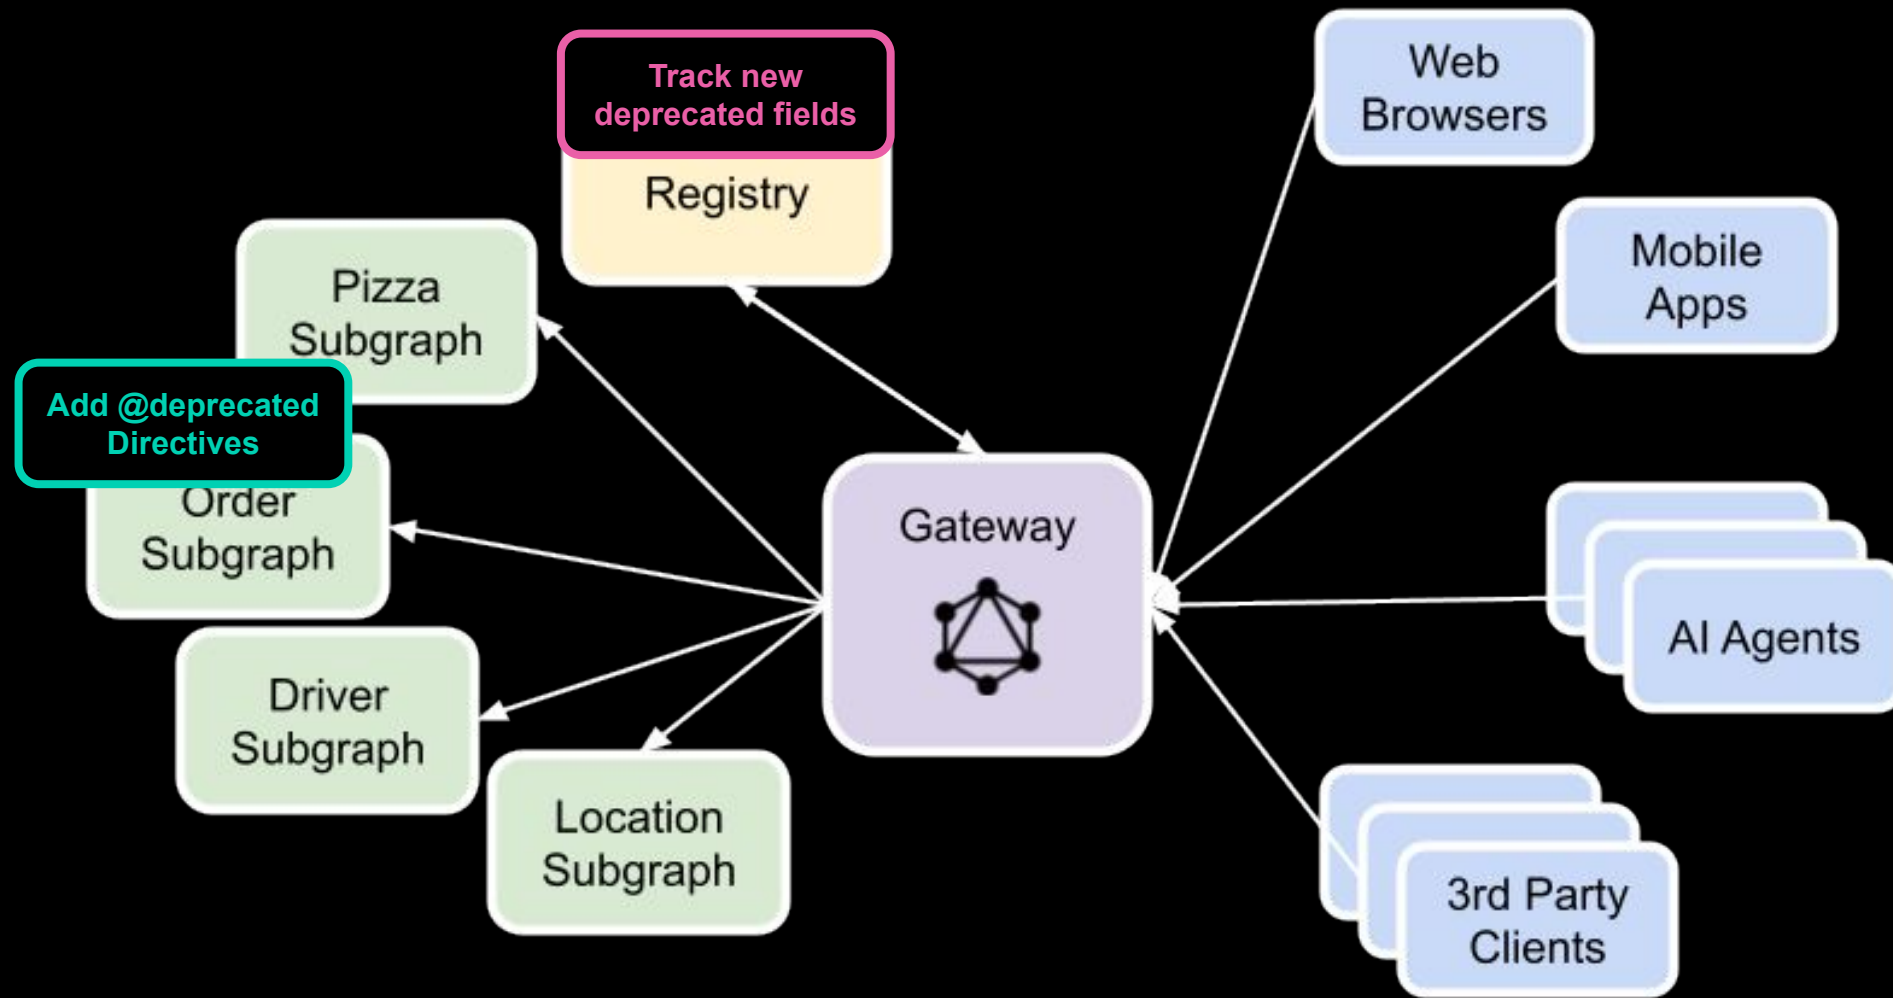 Track new
deprecated fields
Registry
Web
Browsers
Mobile
Apps
Pizza
Subgraph
Add @deprecated
Directives
Order
Subgraph
Gateway
AI Agents
Driver
Subgraph
Location
Subgraph
3rd Party
Clients